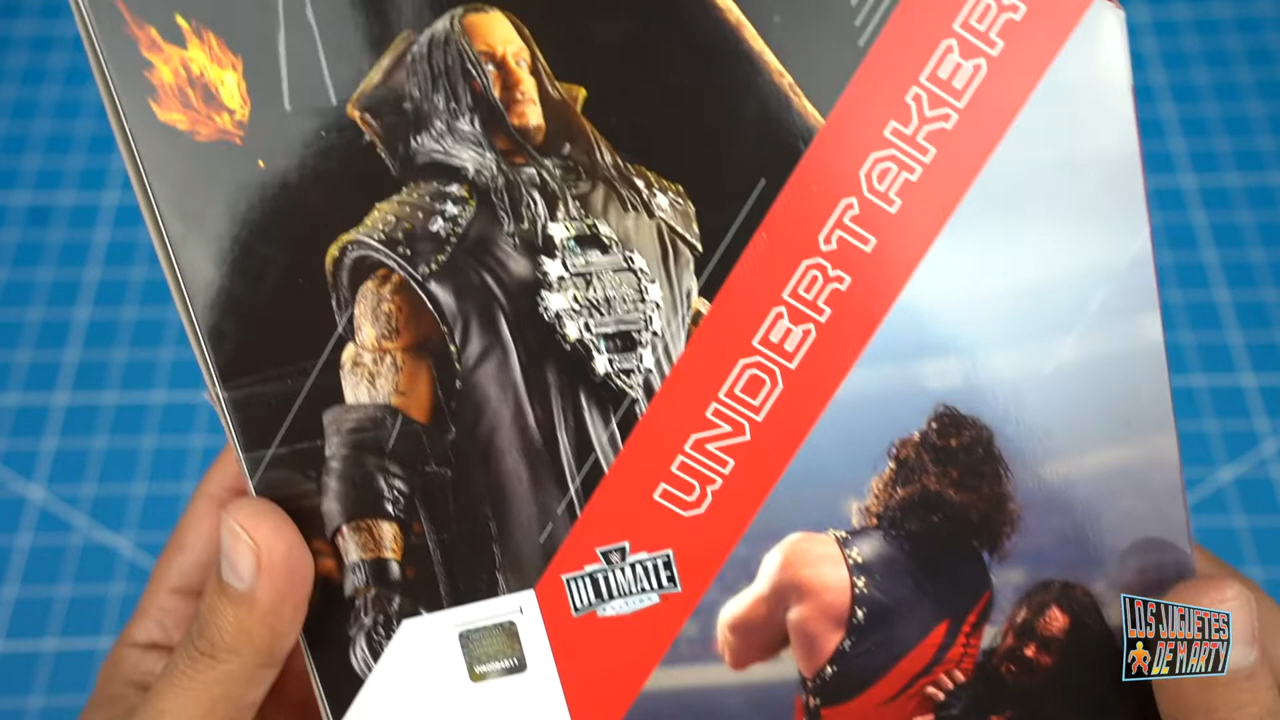 UNDERTAKER
W
ULTIMATE
EDITION
LOS JUGUETES
DE MARTY